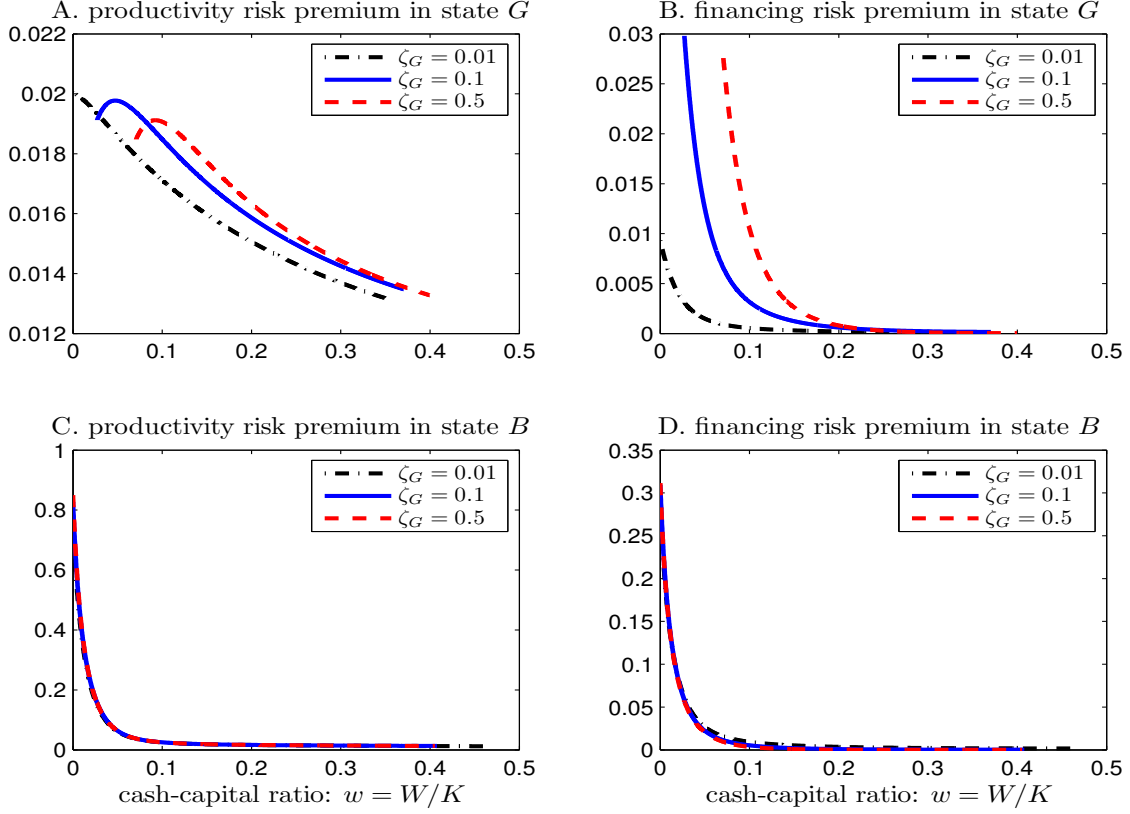 A. productivity risk premium in state G
0.022
0.02
0.018
0.016
0.014
0.012
0 0.1 0.2 0.3 0.4 0.5
ζG = 0.01
ζG = 0.1
ζG = 0.5
B. financing risk premium in state G
0.03
0.025
0.02
0.015
0.01
0.005
0
0 0.1 0.2 0.3 0.4 0.5
ζG = 0.01
ζG = 0.1
ζG = 0.5
C. productivity risk premium in state B
1
0.8
0.6
0.4
0.2
0
0 0.1 0.2 0.3 0.4 0.5
cash-capital ratio: w = W/K
ζG = 0.01
ζG = 0.1
ζG = 0.5
D. financing risk premium in state B
0.35
0.3
0.25
0.2
0.15
0.1
0.05
0
0 0.1 0.2 0.3 0.4 0.5
cash-capital ratio: w = W/K
ζG = 0.01
ζG = 0.1
ζG = 0.5